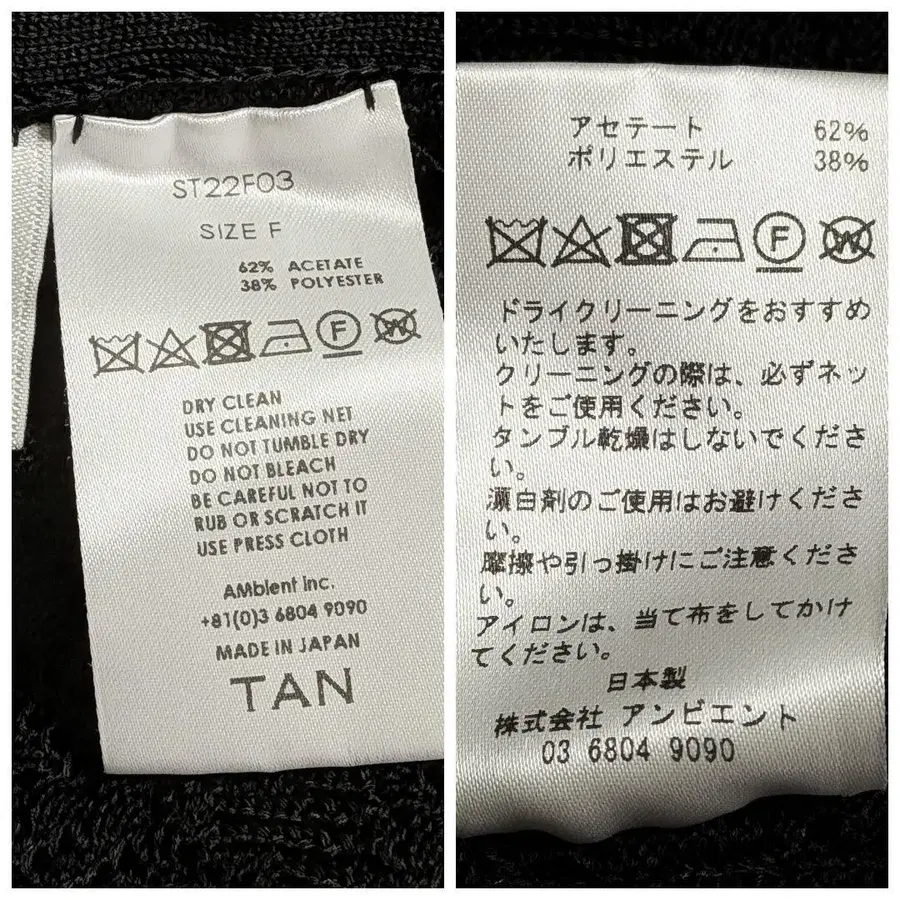 ST22F03
SIZE F
62% ACETATE
38% POLYESTER
F
W
DRY CLEAN
USE CLEANING NET
DO NOT TUMBLE DRY
DO NOT BLEACH
BE CAREFUL NOT TO
RUB OR SCRATCH IT
USE PRESS CLOTH
AMbient inc.
+81(0)3 6804 9090
MADE IN JAPAN
TAN
アセテート 62%
ポリエステル 38%
F
W
ドライクリーニングをおすすめ
いたします。
クリーニングの際は、必ずネッ
トをご使用ください。
タンブル乾燥はしないでくださ
い。
漂白剤のご使用はお避けくださ
い。
摩擦や引っ掛けにご注意くださ
い。
アイロンは、当て布をしてかけ
てください。
日本製
株式会社 アンビエント
03 6804 9090